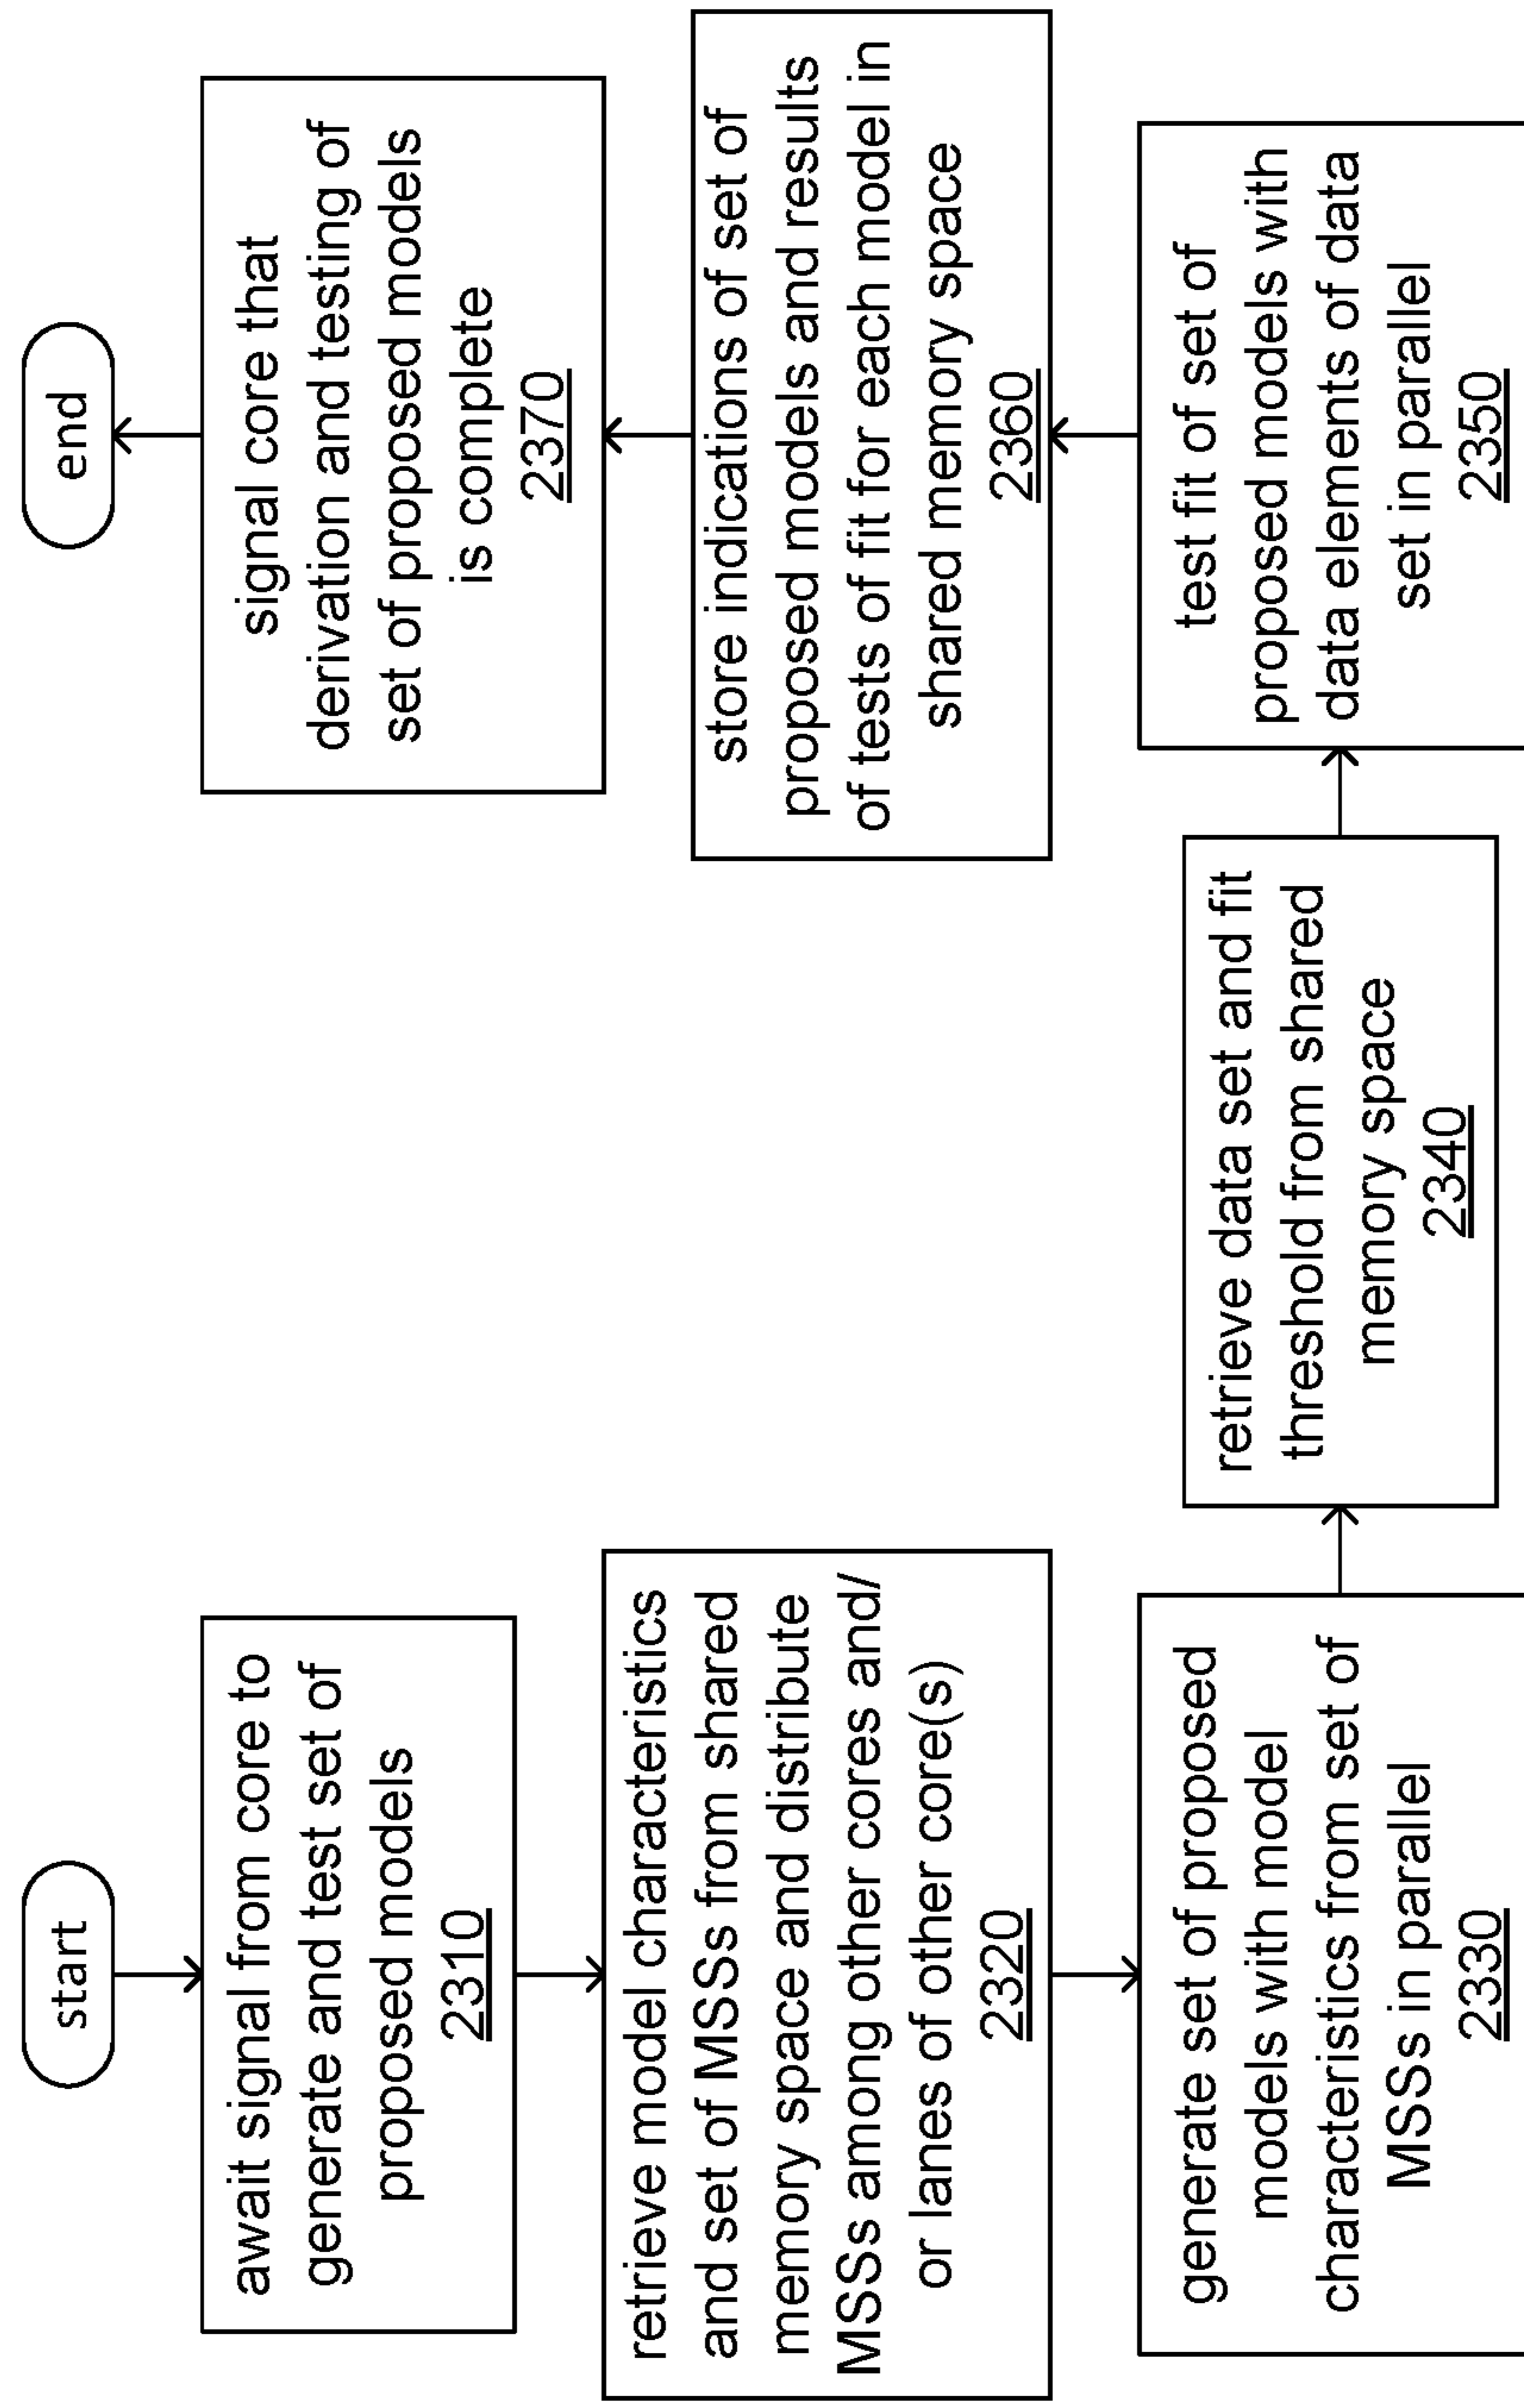 start
await signal from core to
generate and test set of
proposed models
2310
retrieve model characteristics
and set of MSSs from shared
memory space and distribute
MSSs among other cores and/
or lanes of other core(s)
2320
generate set of proposed
models with model
characteristics from set of
MSSs in parallel
2330
retrieve data set and fit
threshold from shared
memory space
2340
test fit of set of
proposed models with
data elements of data
set in parallel
2350
store indications of set of
proposed models and results
of tests of fit for each model in
shared memory space
2360
signal core that
derivation and testing of
set of proposed models
is complete
2370
end